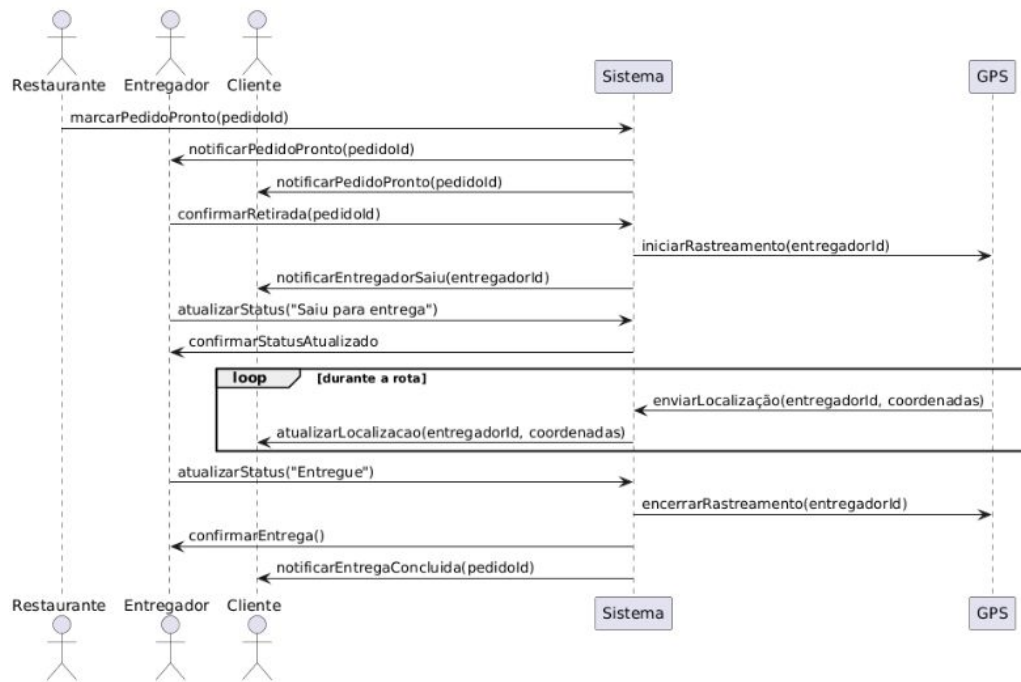 Restaurante Entregador Cliente Sistema GPS
marcarPedidoPronto(pedidoId)
notificarPedidoPronto(pedidoId)
notificarPedidoPronto(pedidoId)
confirmarRetirada(pedidoId)
iniciarRastreamento(entregadorId)
notificarEntregadorSaiu(entregadorId)
atualizarStatus("Saiu para entrega")
confirmarStatusAtualizado
loop [durante a rota]
enviarLocalização(entregadorId, coordenadas)
atualizarLocalizacao(entregadorId, coordenadas)
atualizarStatus("Entregue")
encerrarRastreamento(entregadorId)
confirmarEntrega()
notificarEntregaConcluida(pedidoId)
Restaurante Entregador Cliente Sistema GPS